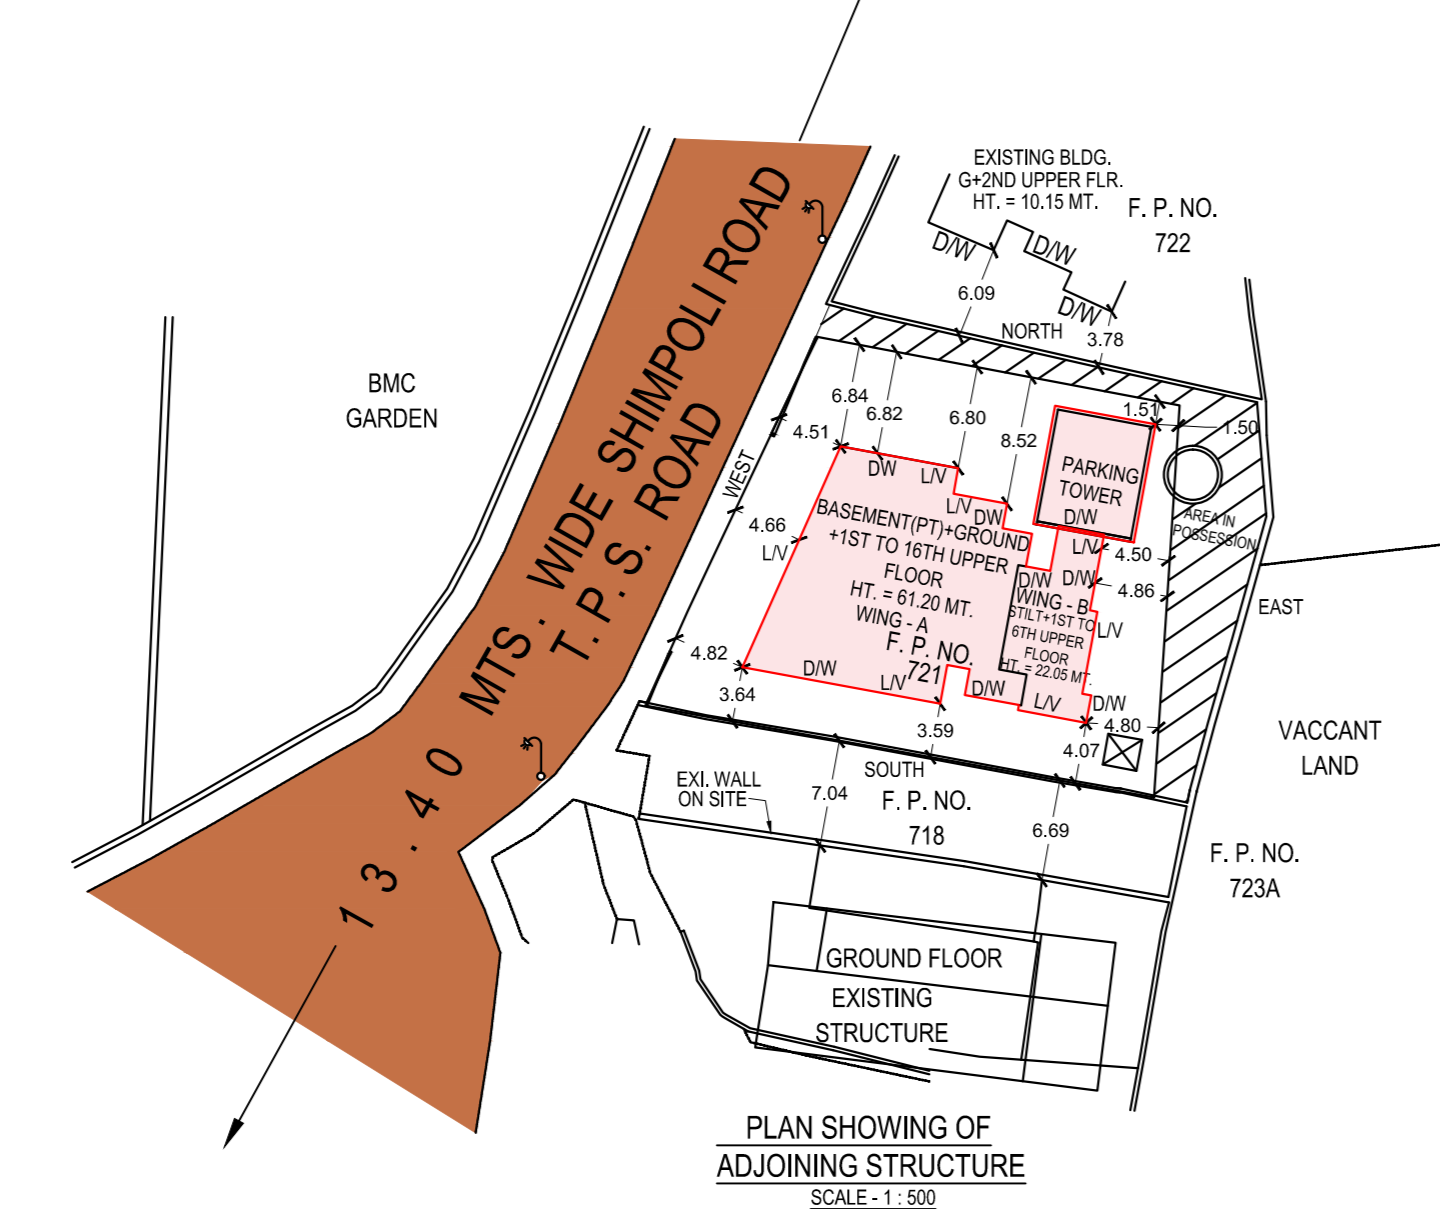 EXISTING BLDG.
G+2ND UPPER FLR.
HT. = 10.15 MT.
F. P. NO.
722
D/W
D/W
D/W
6.09
3.78
NORTH
13.40 MTS. WIDE SHIMPOLI ROAD
T.P.S. ROAD
BMC
GARDEN
6.84
6.82
6.80
8.52
1.51
1.50
4.51
WEST
4.66
L/V
4.82
DW
L/V
L/V
DW
PARKING
TOWER
D/W
AREA IN
POSSESSION
BASEMENT(PT)+GROUND
+1ST TO 16TH UPPER
FLOOR
HT. = 61.20 MT.
WING - A
F. P. NO.
721
L/V
4.50
D/W
D/W
4.86
WING - B
STILT+1ST TO
6TH UPPER
FLOOR
HT. = 22.05 MT.
L/V
EAST
D/W
L/V
D/W
L/V
D/W
3.64
3.59
4.80
4.07
SOUTH
EXI. WALL
ON SITE
7.04
F. P. NO.
718
6.69
VACCANT
LAND
F. P. NO.
723A
GROUND FLOOR
EXISTING
STRUCTURE
PLAN SHOWING OF
ADJOINING STRUCTURE
SCALE - 1 : 500